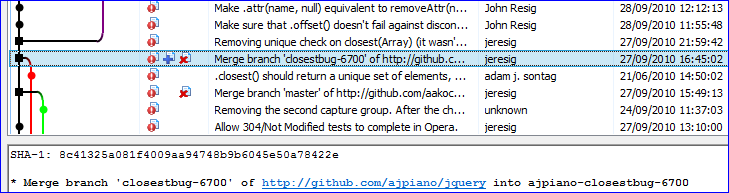 Make .attr(name, null) equivalent to removeAttr(n... John Resig 28/09/2010 12:12:13
Make sure that .offset() doesn't fail against discon... John Resig 28/09/2010 11:55:48
Removing unique check on closest(Array) (it wasn'... jeresig 27/09/2010 21:59:42
Merge branch 'closestbug-6700' of http://github.c... jeresig 27/09/2010 16:45:02
.closest() should return a unique set of elements, ... adam j. sontag 21/06/2010 14:50:02
Merge branch 'master' of http://github.com/aakoc... jeresig 27/09/2010 15:49:13
Removing the second capture group. After the ch... unknown 24/09/2010 11:37:03
Allow 304/Not Modified tests to complete in Opera. jeresig 27/09/2010 13:10:00
SHA-1: 8c41325a081f4009aa94748b9b6045e50a78422e
* Merge branch 'closestbug-6700' of http://github.com/ajpiano/jquery into ajpiano-closestbug-6700